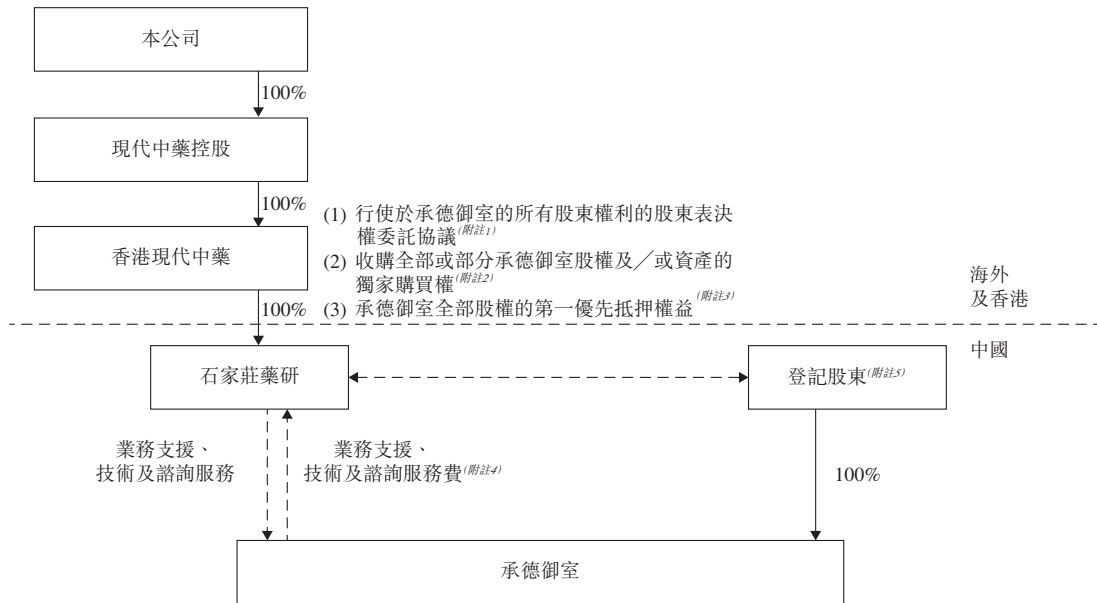 本公司
100%
現代中藥控股
100%
(1) 行使於承德御室的所有股東權利的股東表決
權委託協議(附註1)
香港現代中藥
(2) 收購全部或部分承德御室股權及／或資產的
獨家購買權(附註2)
海外
及香港
100%
(3) 承德御室全部股權的第一優先抵押權益(附註3)
中國
石家莊藥研
登記股東(附註5)
業務支援、
技術及諮詢服務
業務支援、
技術及諮詢服務費(附註4)
100%
承德御室